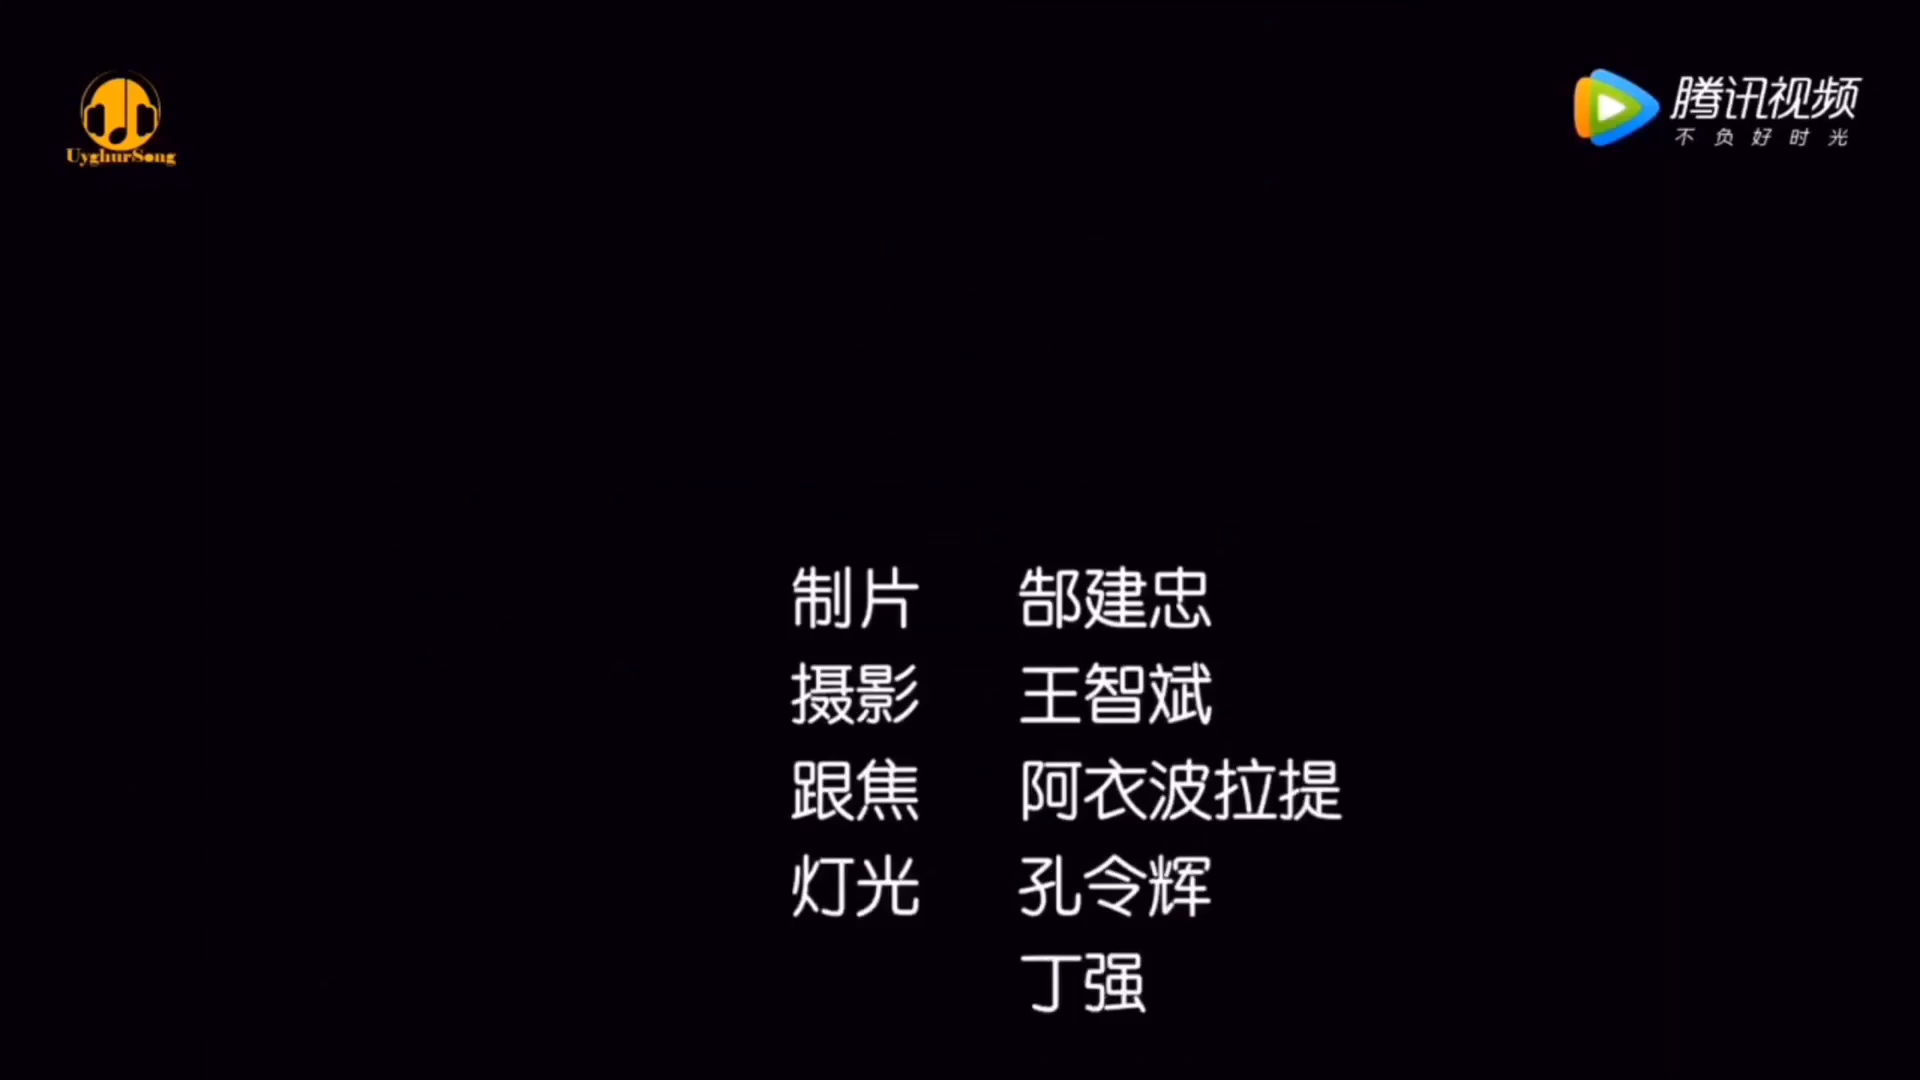 UyghurSong
腾讯视频
不负好时光
制片 郜建忠
摄影 王智斌
跟焦 阿衣波拉提
灯光 孔令辉
丁强